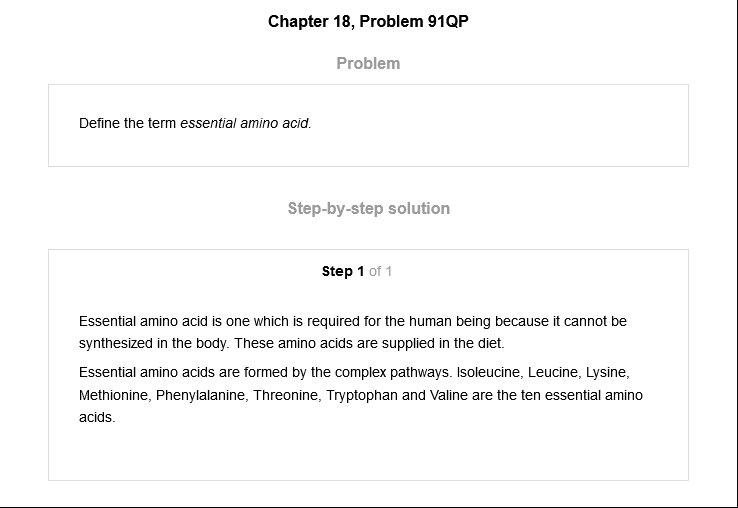 Chapter 18, Problem 91QP
Problem
Define the term essential amino acid.
Step-by-step solution
Step 1 of 1
Essential amino acid is one which is required for the human being because it cannot be
synthesized in the body. These amino acids are supplied in the diet.
Essential amino acids are formed by the complex pathways. Isoleucine, Leucine, Lysine,
Methionine, Phenylalanine, Threonine, Tryptophan and Valine are the ten essential amino
acids.